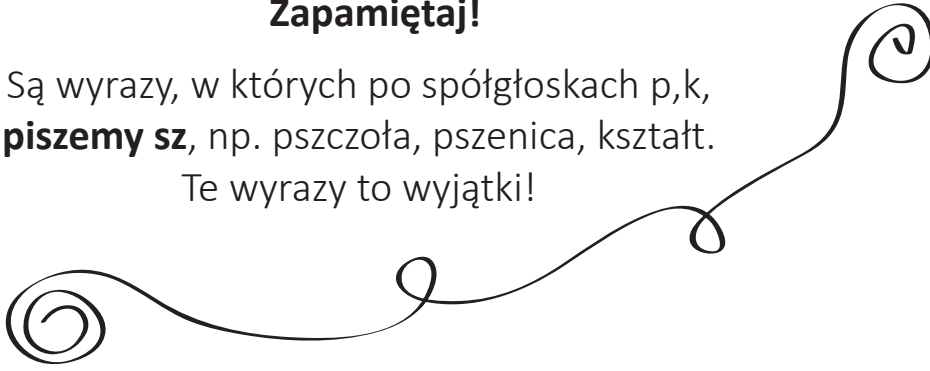 Zapamiętaj!
Są wyrazy, w których po spółgłoskach p,k,
piszemy sz, np. pszczoła, pszenica, kształt.
Te wyrazy to wyjątki!